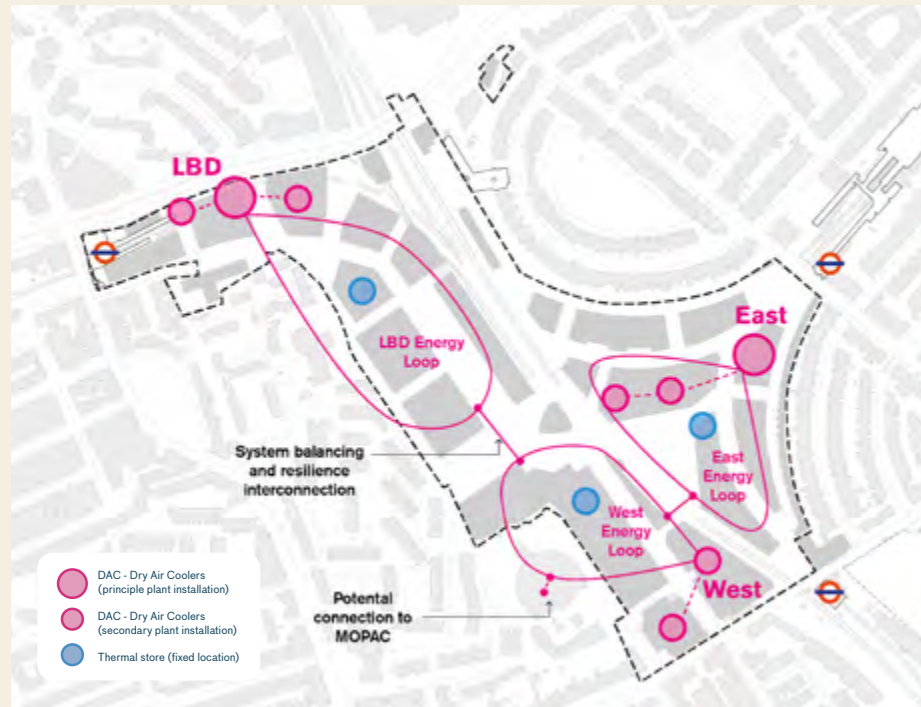 LBD
East
LBD Energy
Loop
System balancing
and resilience
interconnection
East
Energy
Loop
West
Energy
Loop
West
Potental
connection to
MOPAC
DAC - Dry Air Coolers
(principle plant installation)
DAC - Dry Air Coolers
(secondary plant installation)
Thermal store (fixed location)